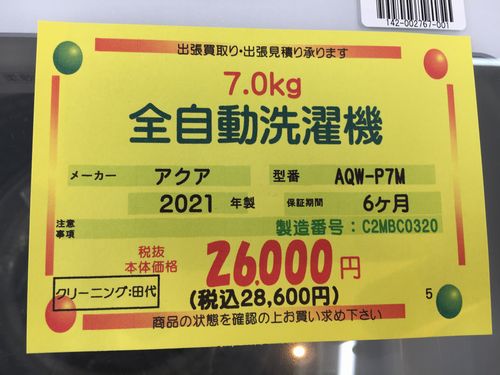 142-002767-001
出張買取り・出張見積り承ります
7.0kg
全自動洗濯機
メーカー アクア 型番 AQW-P7M
2021 年製 保証期間 6ヶ月
注意事項 製造番号：C2MBC0320
税抜
本体価格 26,000円
クリーニング:田代 (税込28,600円) 5
商品の状態を確認の上お買い求め下さい